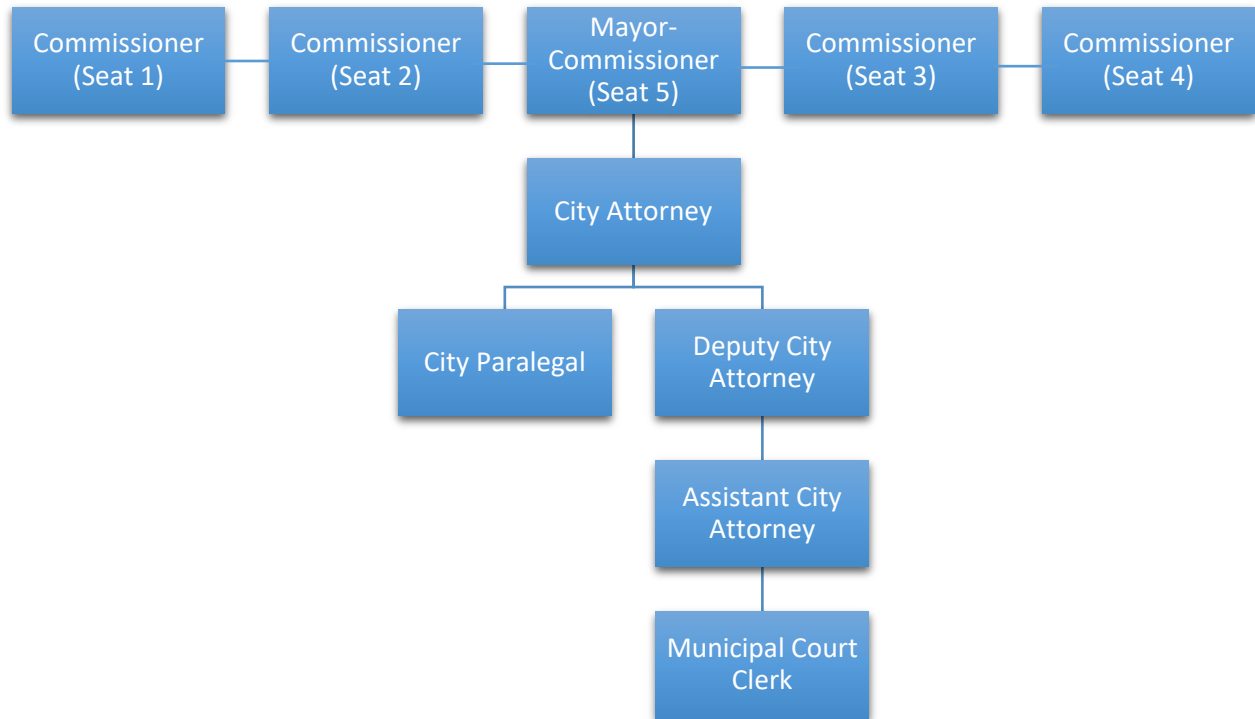 Commissioner
(Seat 1)
Commissioner
(Seat 2)
Mayor-
Commissioner
(Seat 5)
Commissioner
(Seat 3)
Commissioner
(Seat 4)
City Attorney
City Paralegal
Deputy City
Attorney
Assistant City
Attorney
Municipal Court
Clerk